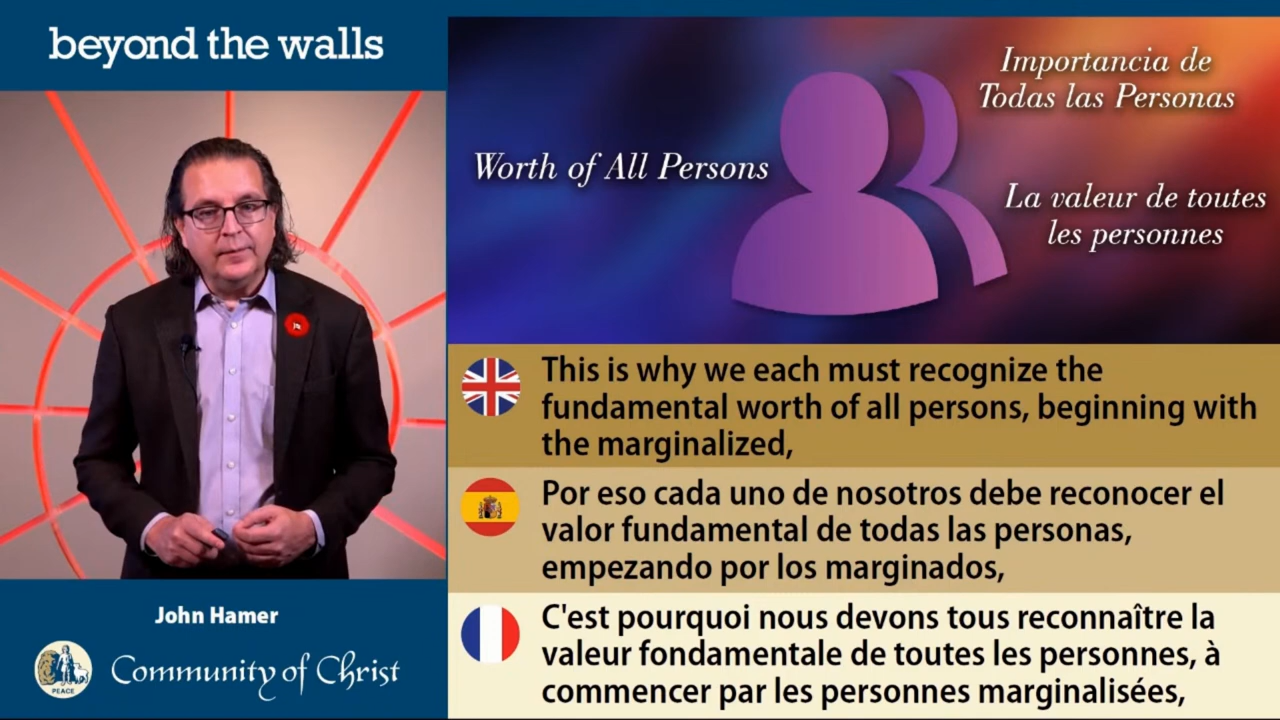 beyond the walls
John Hamer
PEACE
Community of Christ
Worth of All Persons
Importancia de
Todas las Personas
La valeur de toutes
les personnes
This is why we each must recognize the
fundamental worth of all persons, beginning with
the marginalized,
Por eso cada uno de nosotros debe reconocer el
valor fundamental de todas las personas,
empezando por los marginados,
C'est pourquoi nous devons tous reconnaître la
valeur fondamentale de toutes les personnes, à
commencer par les personnes marginalisées,